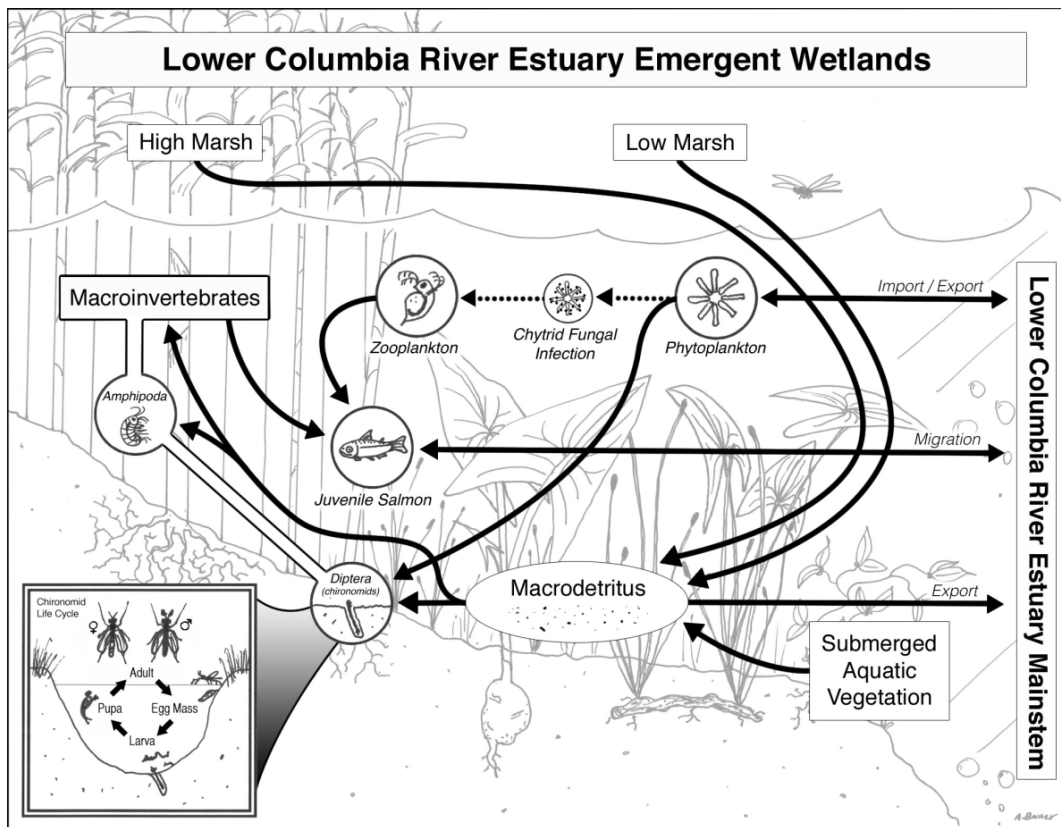 Lower Columbia River Estuary Emergent Wetlands
High Marsh
Low Marsh
Macroinvertebrates
Import / Export
Zooplankton
Chytrid Fungal
Infection
Phytoplankton
Amphipoda
Migration
Juvenile Salmon
Diptera
(chironomids)
Macrodetritus
Export
Submerged
Aquatic
Vegetation
Lower Columbia River Estuary Mainstem
Chironomid
Life Cycle
♀
♂
Adult
Pupa
Egg Mass
Larva